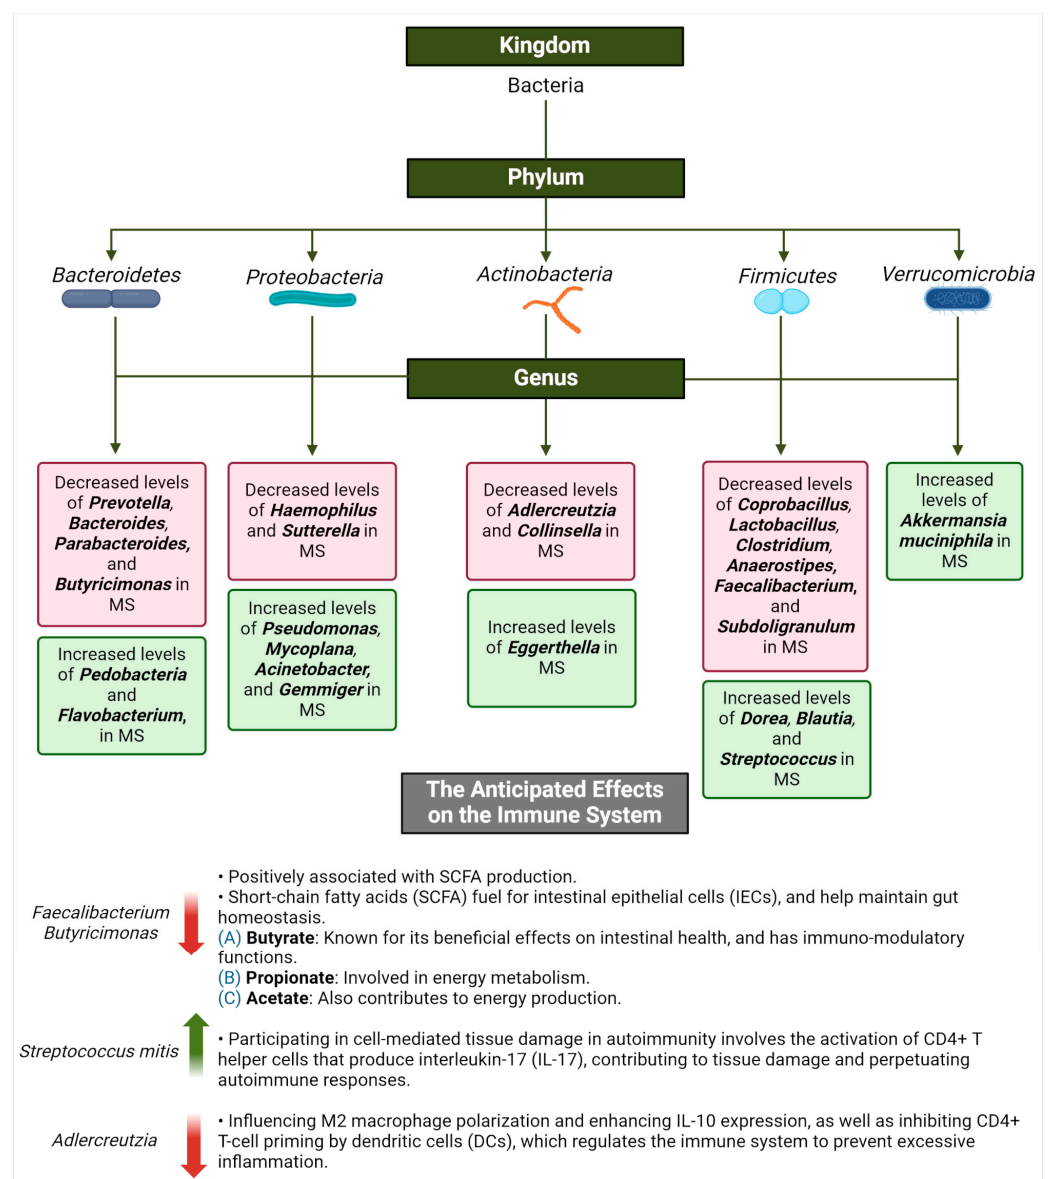 Kingdom
Bacteria
Phylum
Bacteroidetes
Proteobacteria
Actinobacteria
Firmicutes
Verrucomicrobia
Genus
Decreased levels
of Prevotella,
Bacteroides,
Parabacteroides,
and
Butyricimonas in
MS
Increased levels
of Pedobacteria
and
Flavobacterium,
in MS
Decreased levels
of Haemophilus
and Sutterella in
MS
Increased levels
of Pseudomonas,
Mycoplana,
Acinetobacter,
and Gemmiger in
MS
Decreased levels
of Adlercreutzia
and Collinsella in
MS
Increased levels
of Eggerthella in
MS
Decreased levels
of Coprobacillus,
Lactobacillus,
Clostridium,
Anaerostipes,
Faecalibacterium,
and
Subdoligranulum
in MS
Increased levels
of Dorea, Blautia,
and
Streptococcus in
MS
Increased
levels of
Akkermansia
muciniphila in
MS
The Anticipated Effects
on the Immune System
Faecalibacterium
Butyricimonas
• Positively associated with SCFA production.
• Short-chain fatty acids (SCFA) fuel for intestinal epithelial cells (IECs), and help maintain gut
homeostasis.
(A) Butyrate: Known for its beneficial effects on intestinal health, and has immuno-modulatory
functions.
(B) Propionate: Involved in energy metabolism.
(C) Acetate: Also contributes to energy production.
Streptococcus mitis
• Participating in cell-mediated tissue damage in autoimmunity involves the activation of CD4+ T
helper cells that produce interleukin-17 (IL-17), contributing to tissue damage and perpetuating
autoimmune responses.
Adlercreutzia
• Influencing M2 macrophage polarization and enhancing IL-10 expression, as well as inhibiting CD4+
T-cell priming by dendritic cells (DCs), which regulates the immune system to prevent excessive
inflammation.